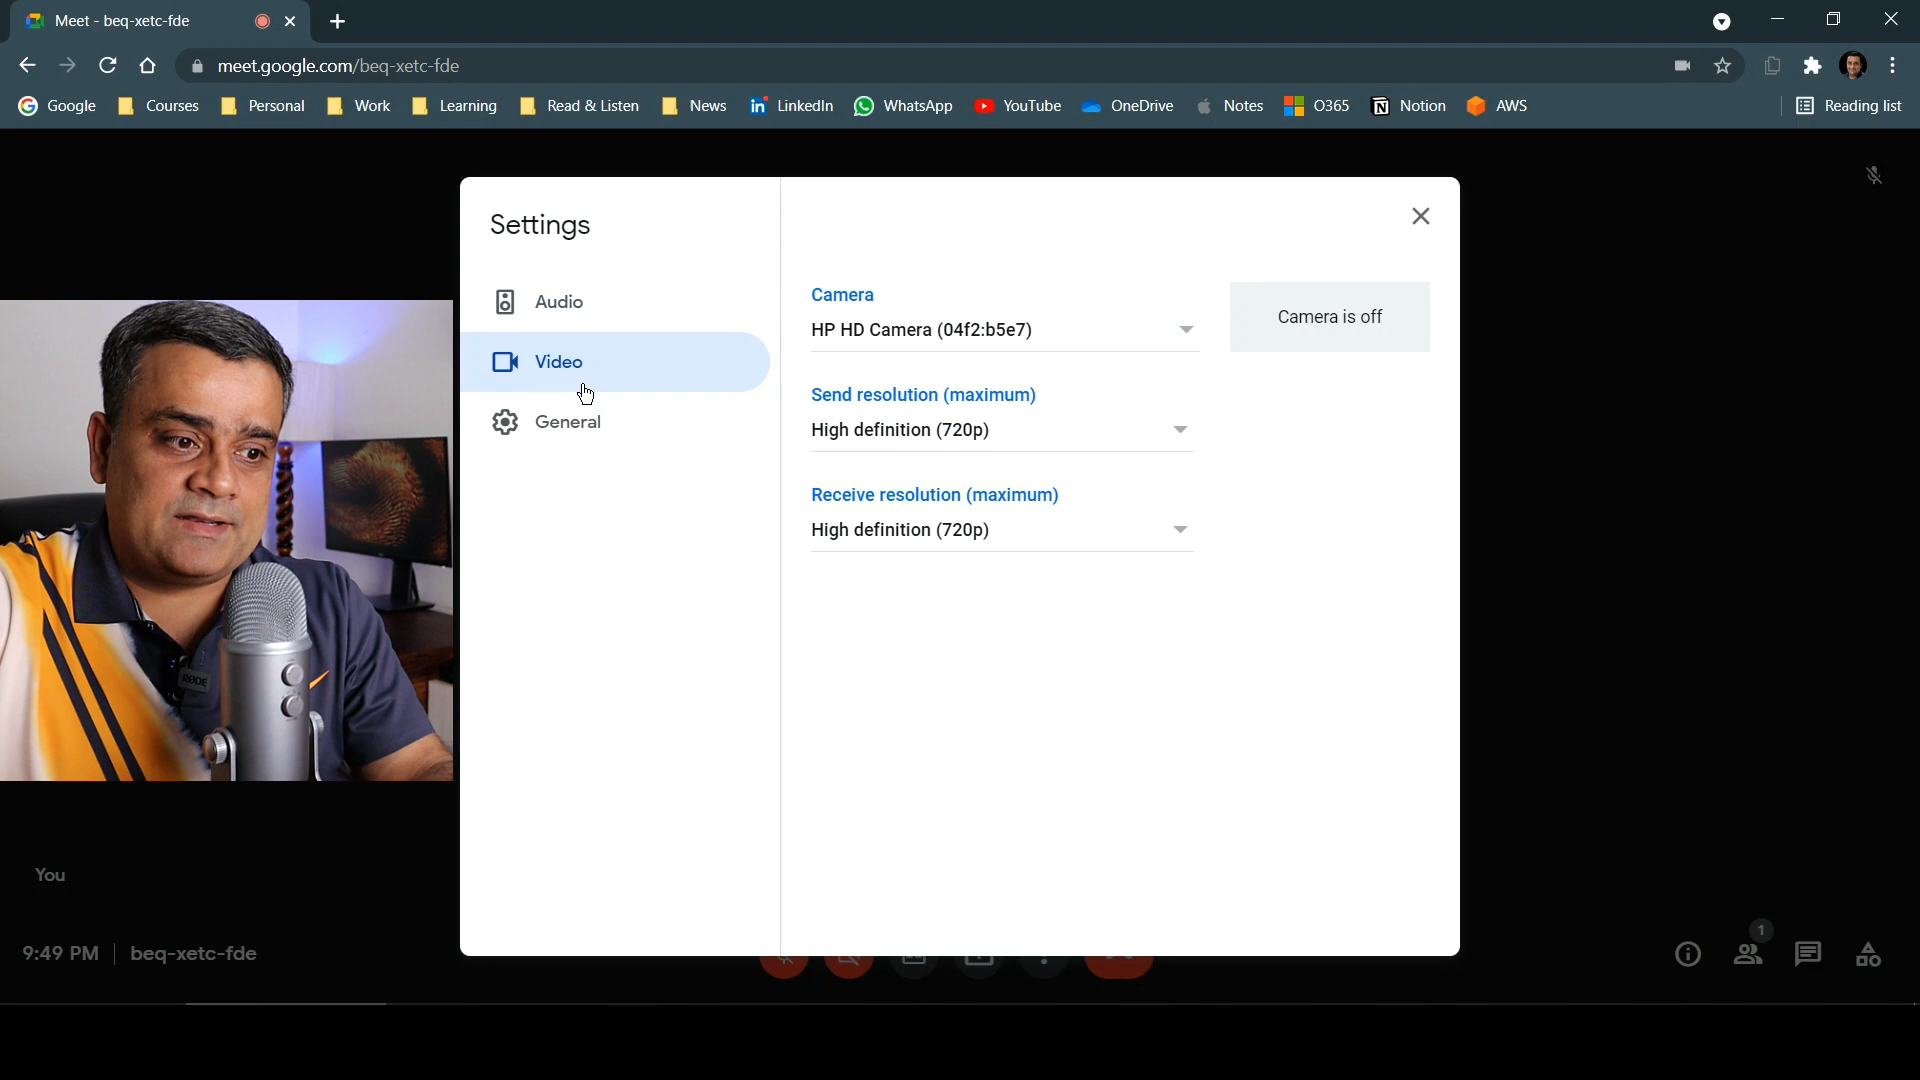 Meet - beq-xetc-fde
meet.google.com/beq-xetc-fde
Google Courses Personal Work Learning Read & Listen News LinkedIn WhatsApp YouTube OneDrive Notes O365 Notion AWS Reading list
Settings
Audio
Video
General
Camera
HP HD Camera (04f2:b5e7)
Camera is off
Send resolution (maximum)
High definition (720p)
Receive resolution (maximum)
High definition (720p)
RØDE
You
9:49 PM beq-xetc-fde
1